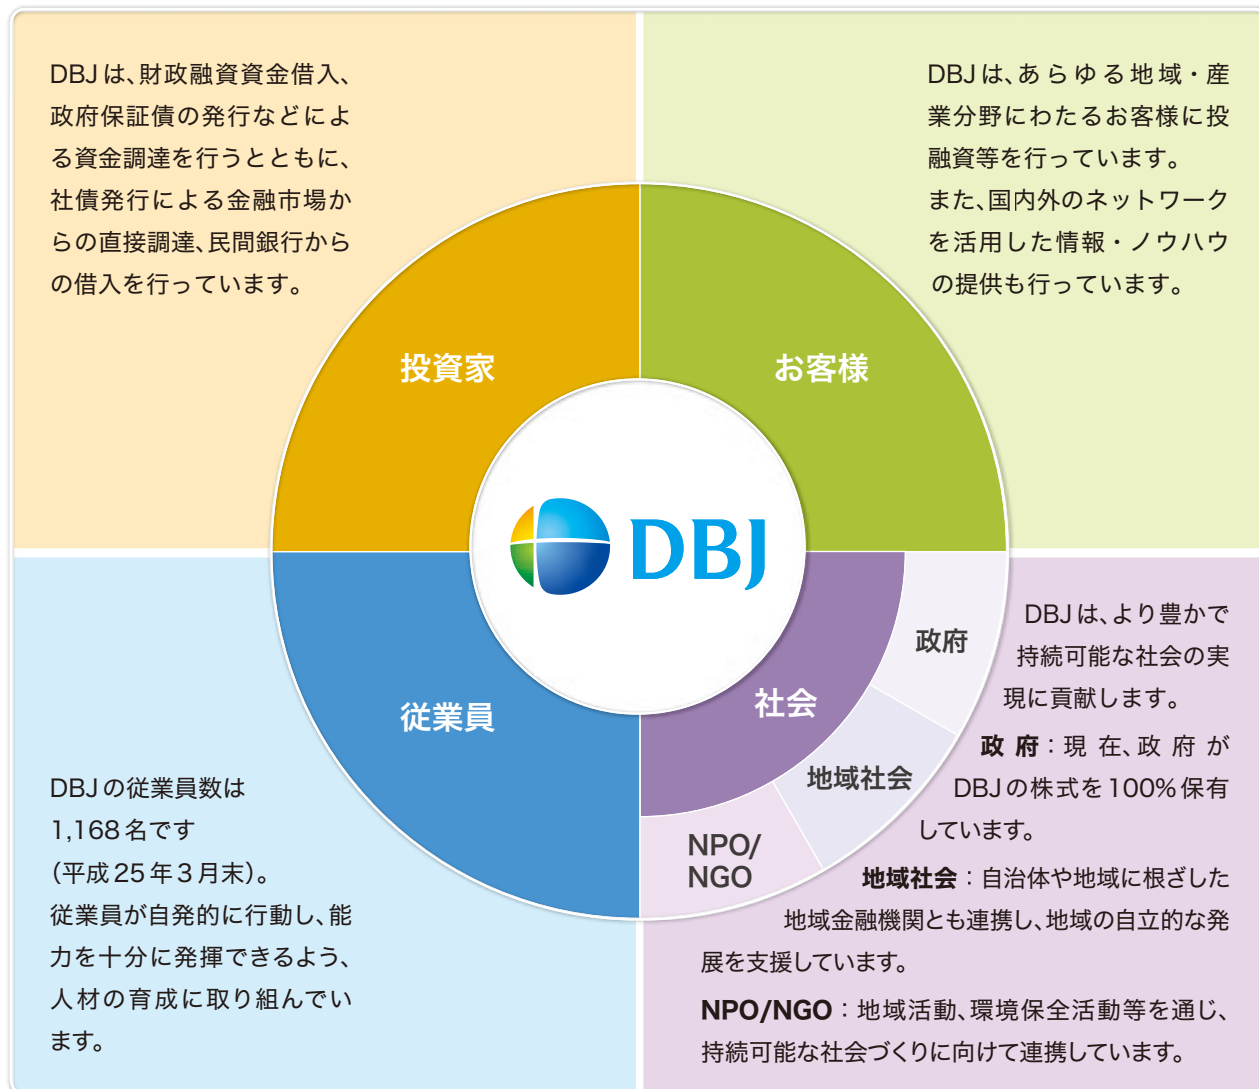 DBJは、財政融資資金借入、
政府保証債の発行などによ
る資金調達を行うとともに、
社債発行による金融市場か
らの直接調達、民間銀行から
の借入を行っています。
DBJは、あらゆる地域・産
業分野にわたるお客様に投
融資等を行っています。
また、国内外のネットワーク
を活用した情報・ノウハウ
の提供も行っています。
投資家
お客様
DBJ
従業員
社会
政府
地域社会
NPO/
NGO
DBJの従業員数は
1,168名です
(平成25年3月末)。
従業員が自発的に行動し、能
力を十分に発揮できるよう、
人材の育成に取り組んでい
ます。
DBJは、より豊かで
持続可能な社会の実
現に貢献します。
政府:現在、政府が
DBJの株式を100%保有
しています。
地域社会:自治体や地域に根ざした
地域金融機関とも連携し、地域の自立的な発
展を支援しています。
NPO/NGO:地域活動、環境保全活動等を通じ、
持続可能な社会づくりに向けて連携しています。